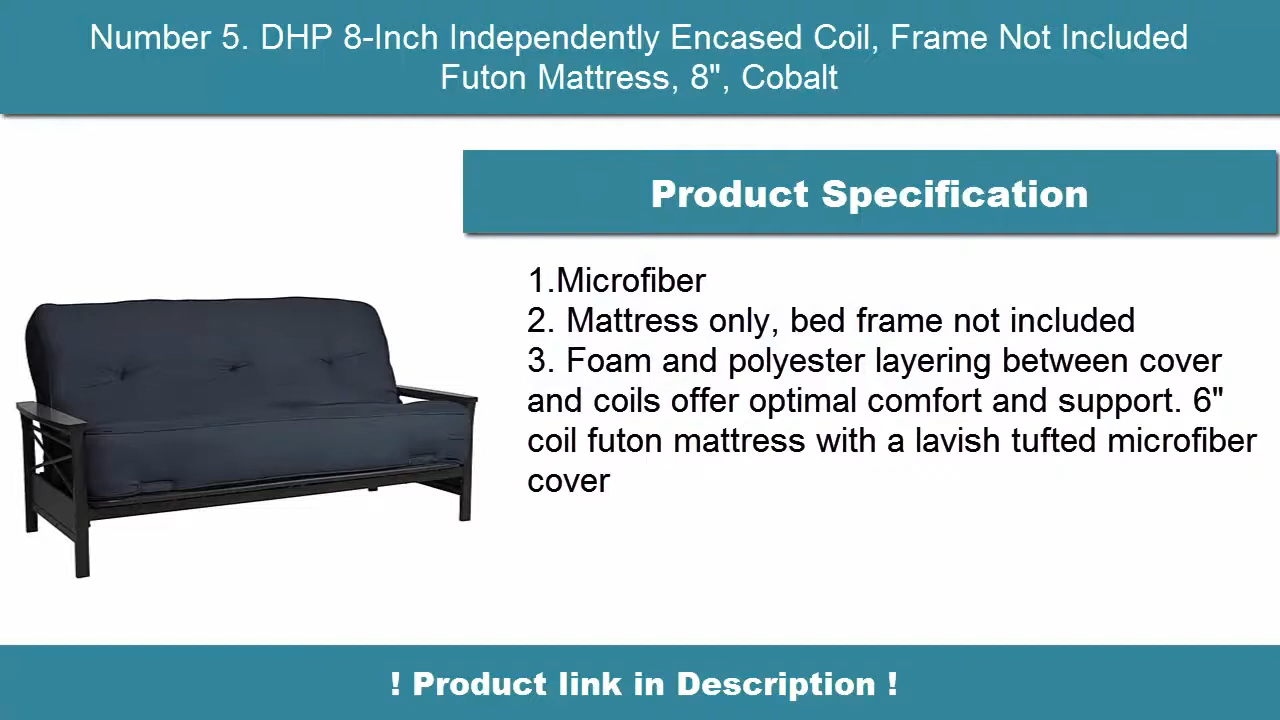 Number 5. DHP 8-Inch Independently Encased Coil, Frame Not Included
Futon Mattress, 8", Cobalt
Product Specification
1.Microfiber
2. Mattress only, bed frame not included
3. Foam and polyester layering between cover
and coils offer optimal comfort and support. 6"
coil futon mattress with a lavish tufted microfiber
cover
! Product link in Description !